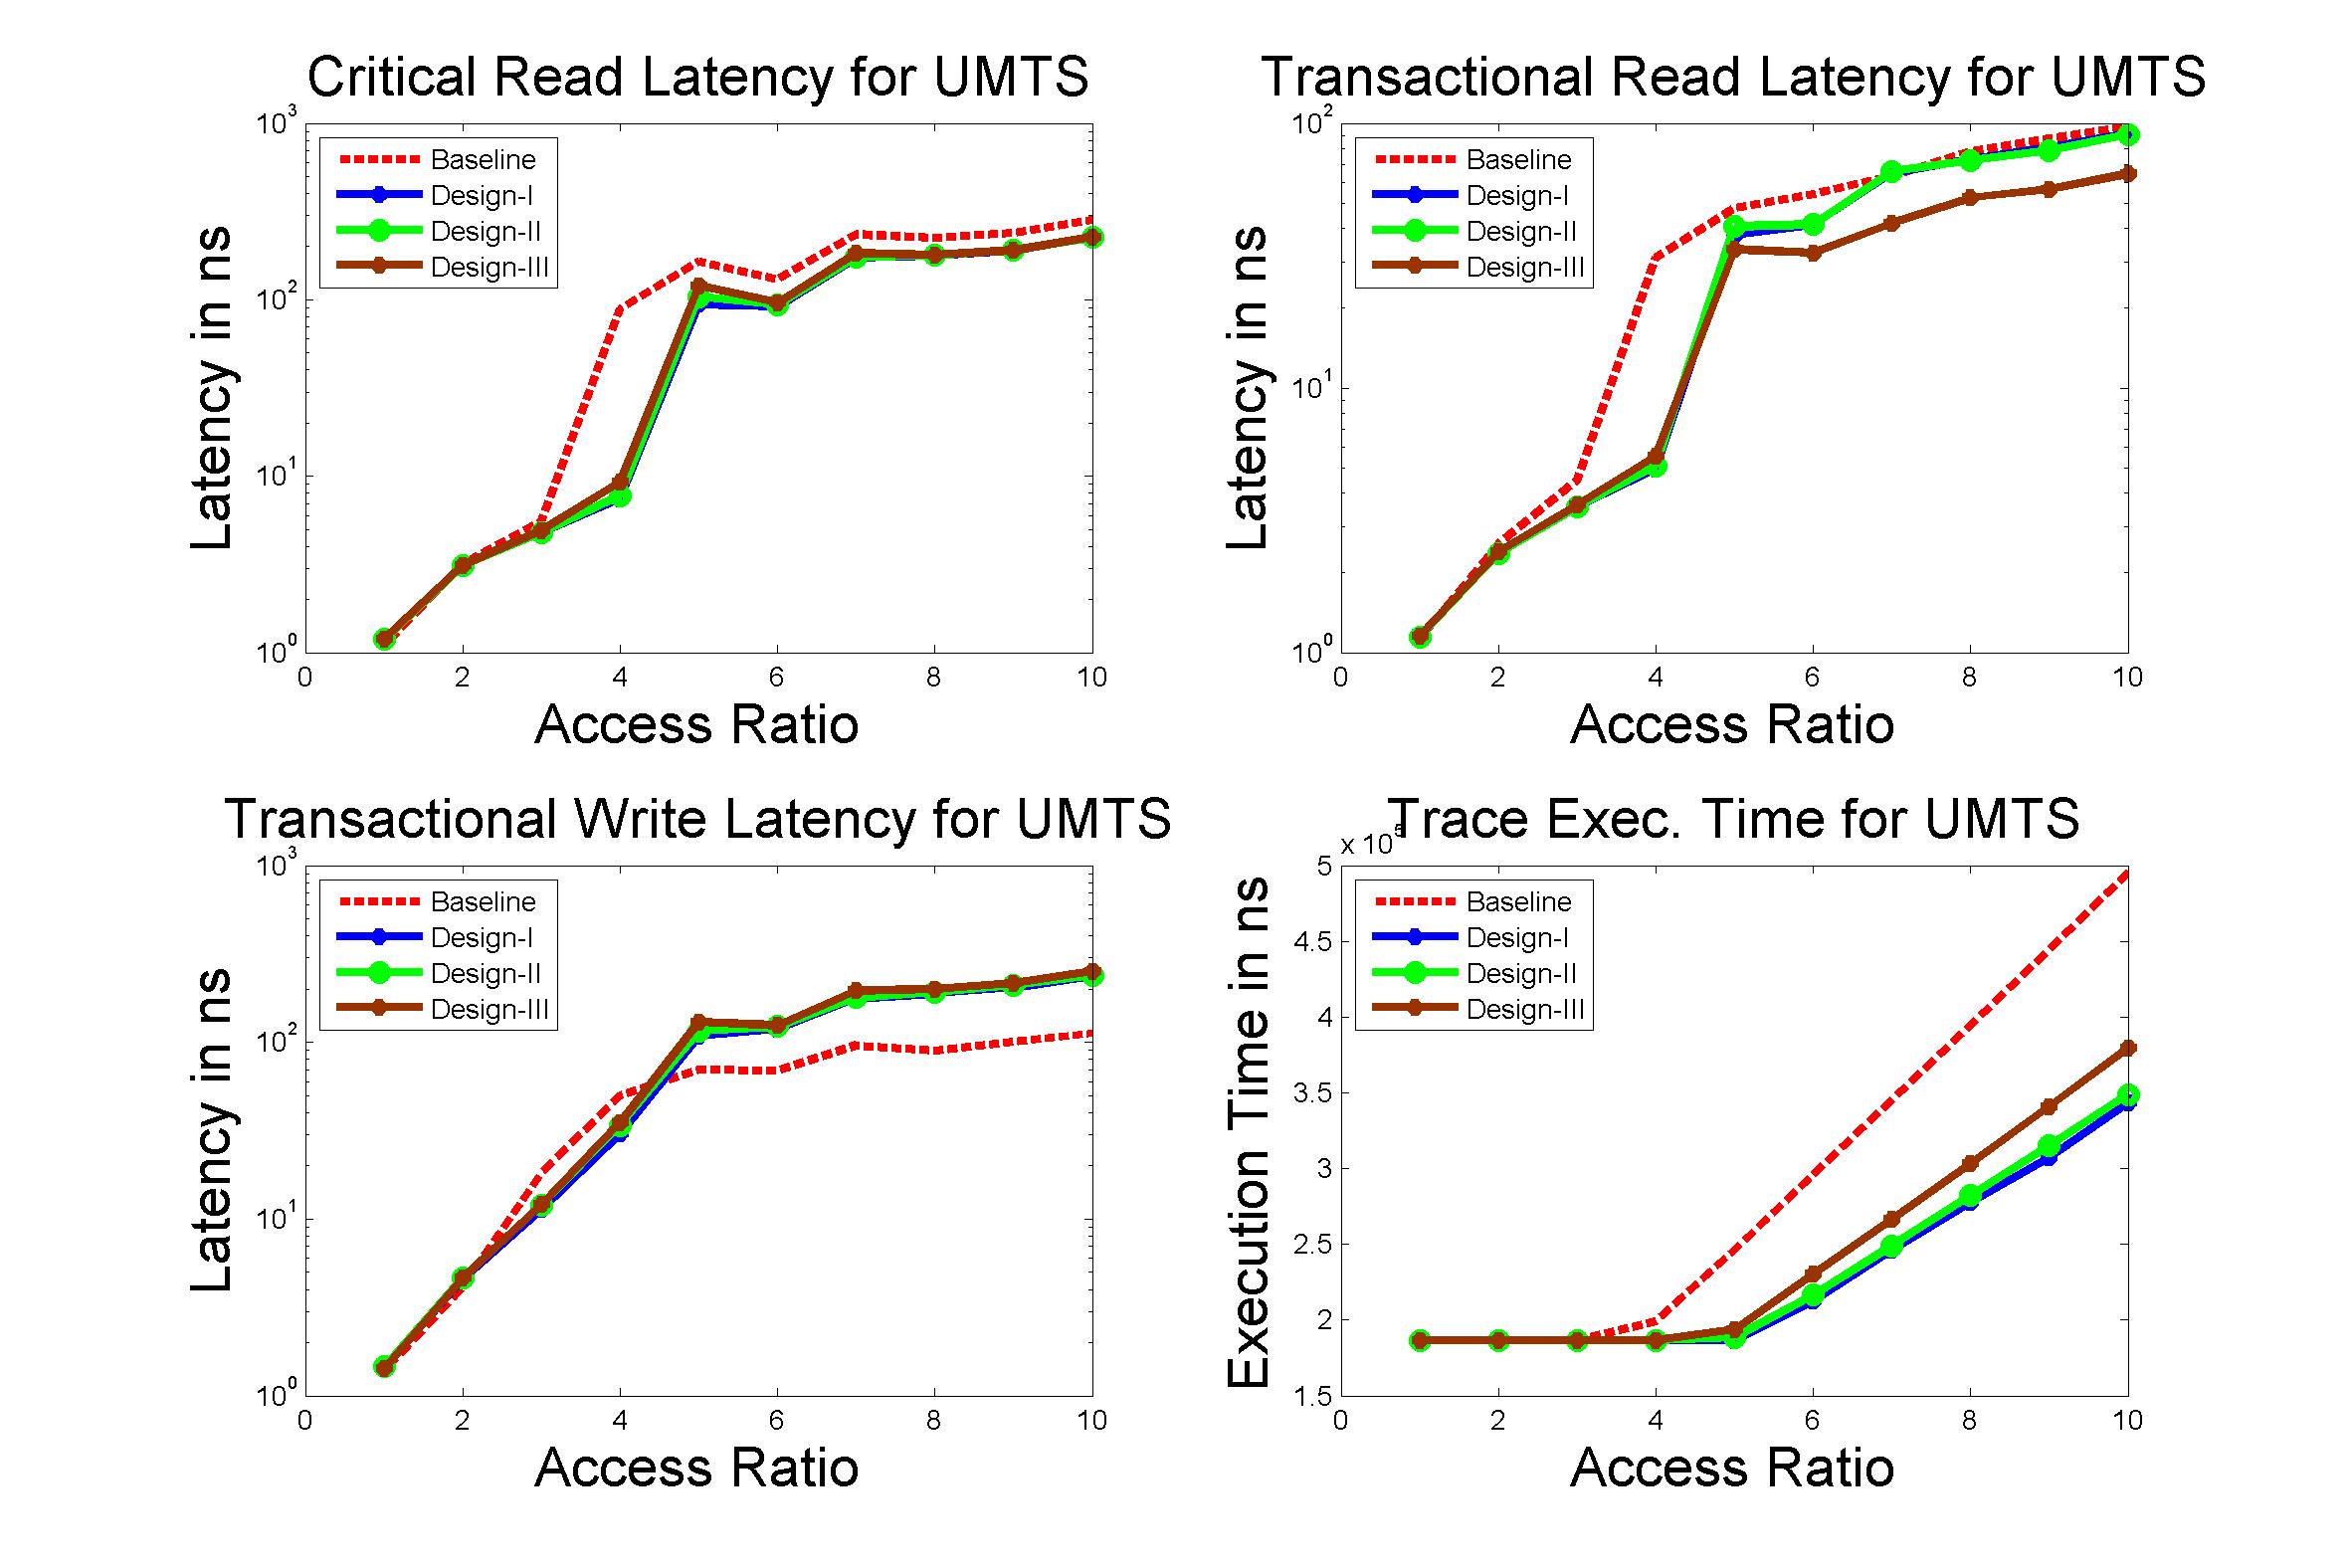 Critical Read Latency for UMTS
10^3
10^2
10^1
10^0
Latency in ns
Baseline
Design-I
Design-II
Design-III
0 2 4 6 8 10
Access Ratio
Transactional Read Latency for UMTS
10^2
10^1
10^0
Latency in ns
Baseline
Design-I
Design-II
Design-III
0 2 4 6 8 10
Access Ratio
Transactional Write Latency for UMTS
10^3
10^2
10^1
10^0
Latency in ns
Baseline
Design-I
Design-II
Design-III
0 2 4 6 8 10
Access Ratio
Trace Exec. Time for UMTS
x 10^5
5
4.5
4
3.5
3
2.5
2
1.5
Execution Time in ns
Baseline
Design-I
Design-II
Design-III
0 2 4 6 8 10
Access Ratio